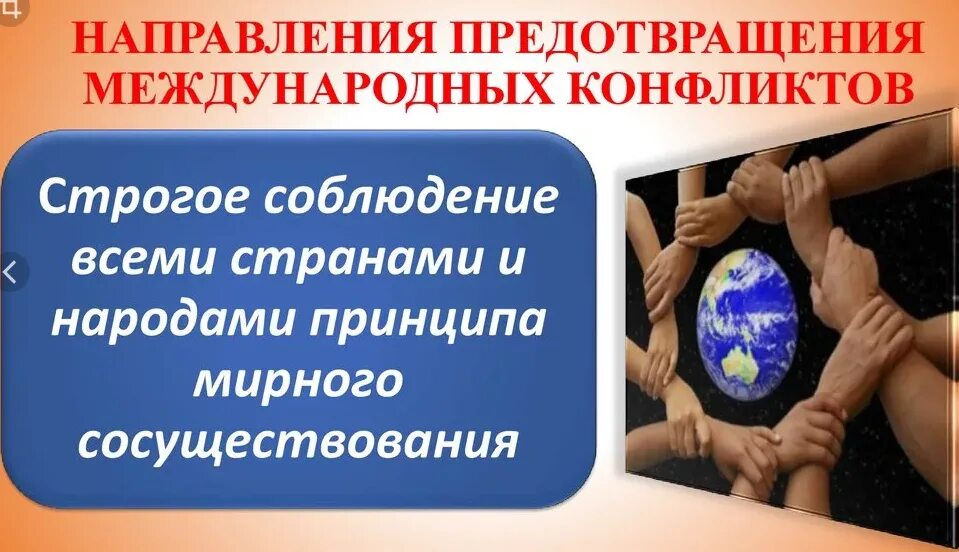 НАПРАВЛЕНИЯ ПРЕДОТВРАЩЕНИЯ
МЕЖДУНАРОДНЫХ КОНФЛИКТОВ
Строгое соблюдение
всеми странами и
народами принципа
мирного
сосуществования